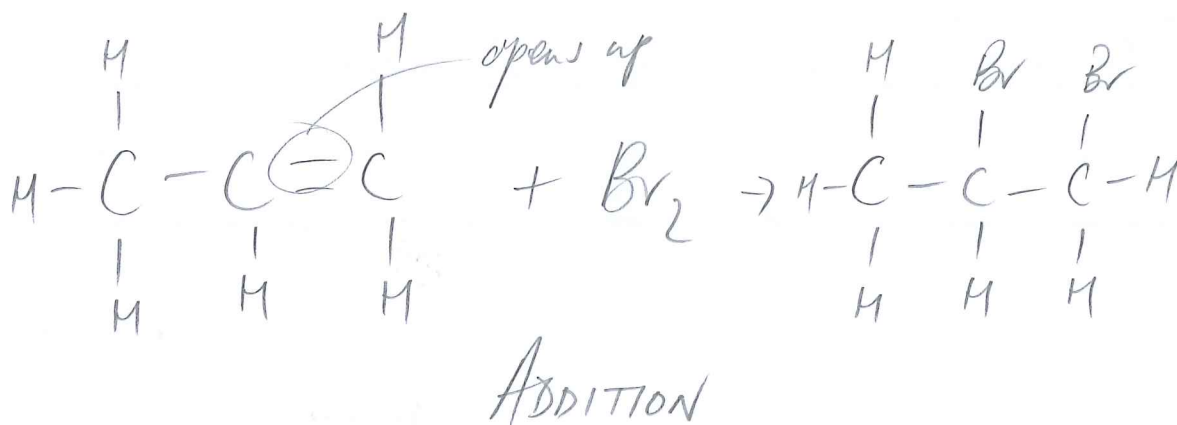 H H opens up H Br Br
| | | | |
H-C-C=C + Br₂ → H-C-C-C-H
| | | | | |
H H H H H H
ADDITION